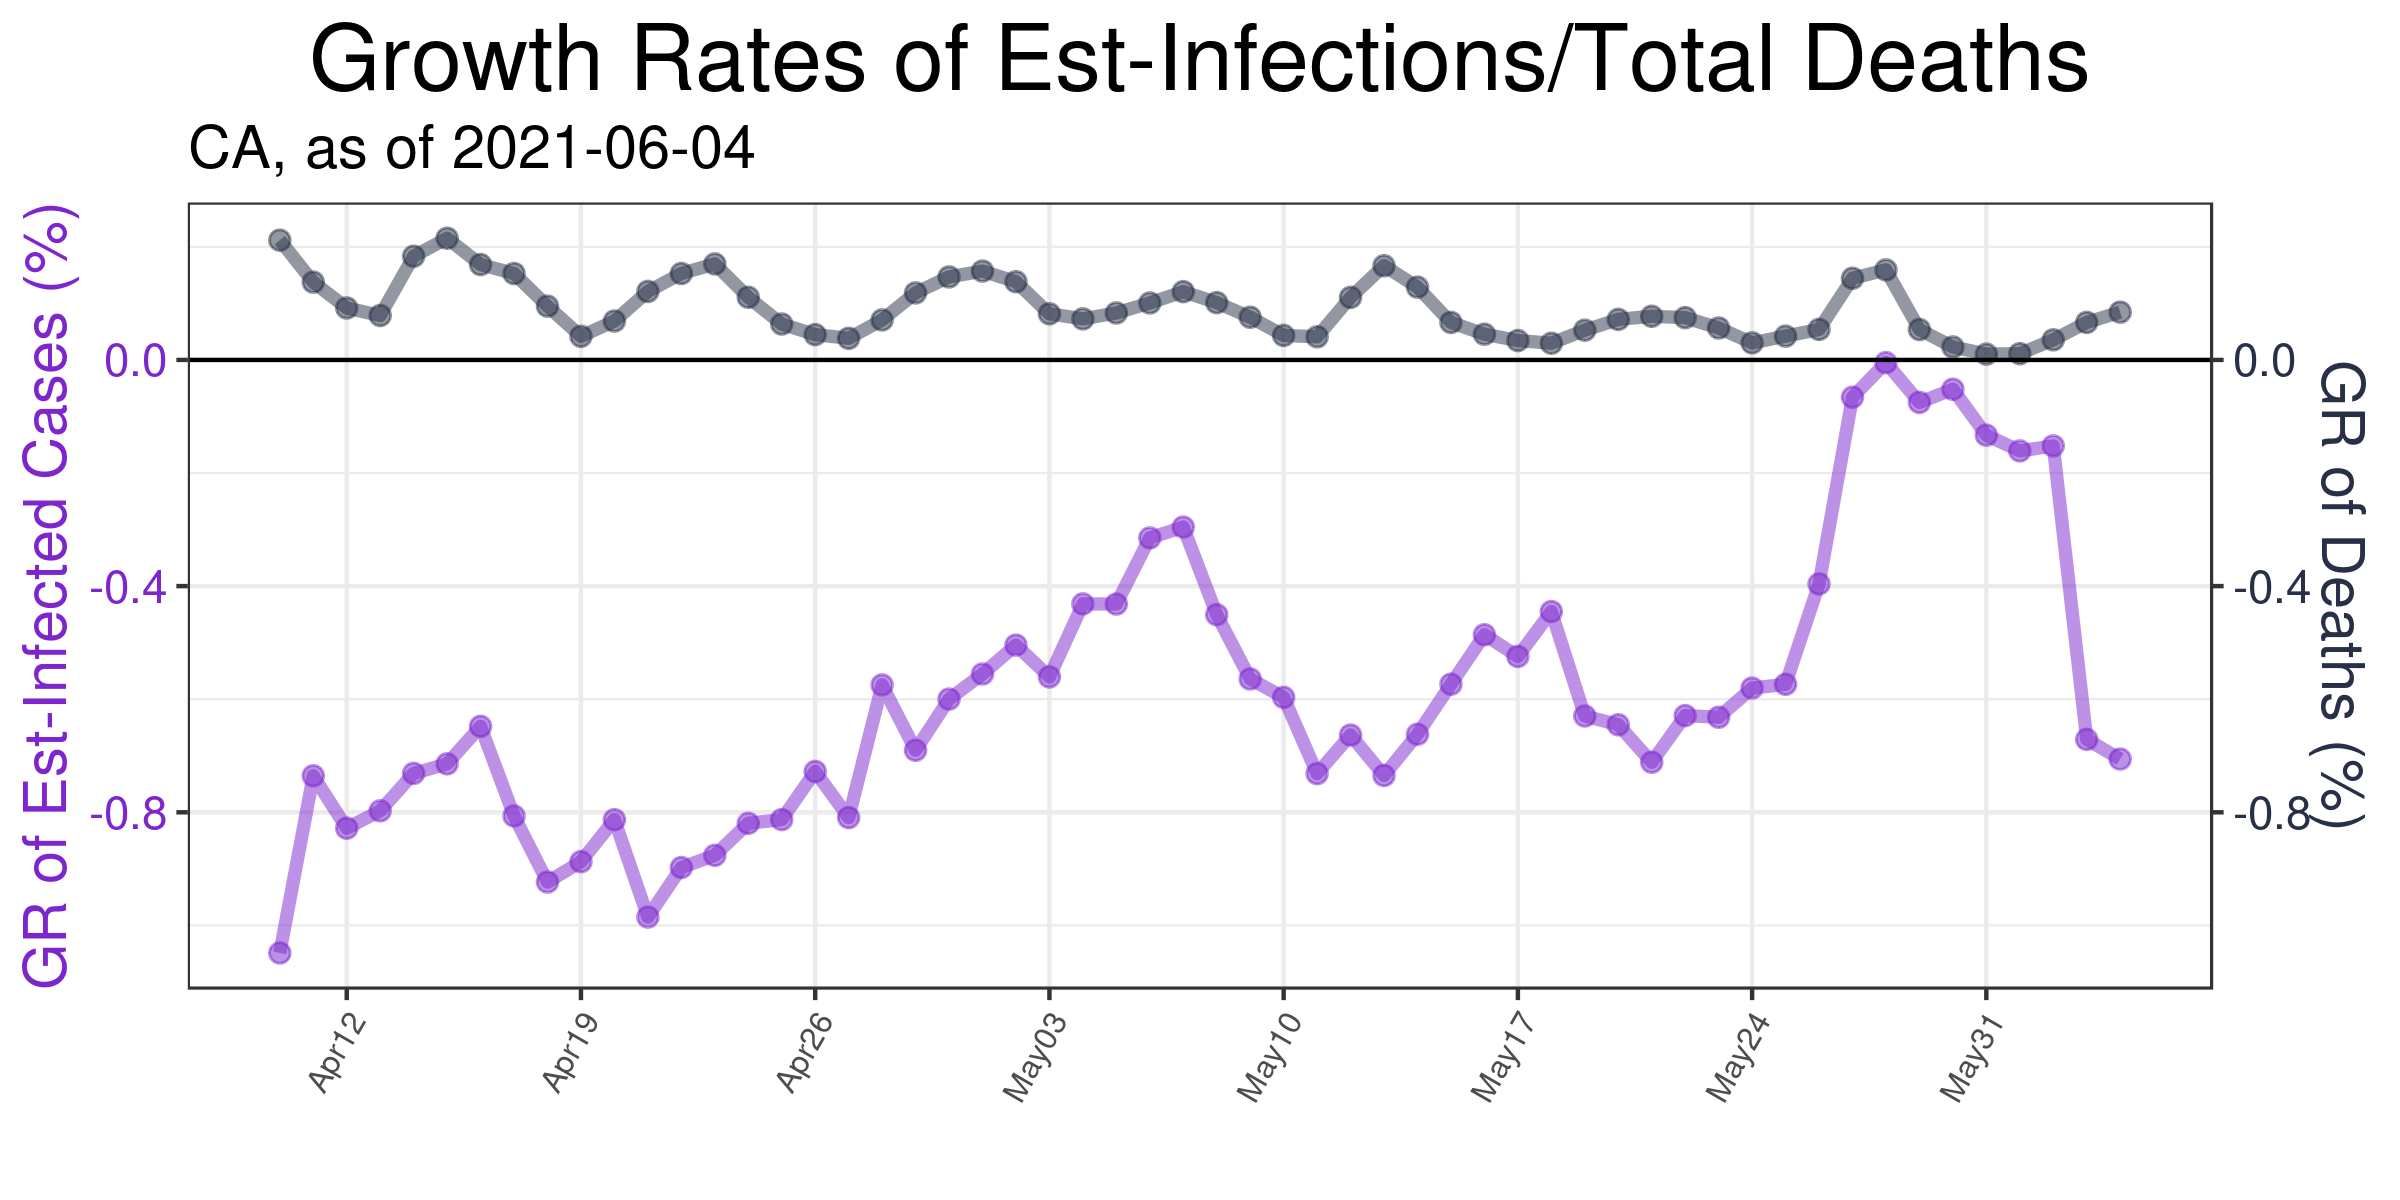 Growth Rates of Est-Infections/Total Deaths
CA, as of 2021-06-04
GR of Est-Infected Cases (%)
0.0
-0.4
-0.8
0.0
-0.4
-0.8
GR of Deaths (%)
Apr12
Apr19
Apr26
May03
May10
May17
May24
May31